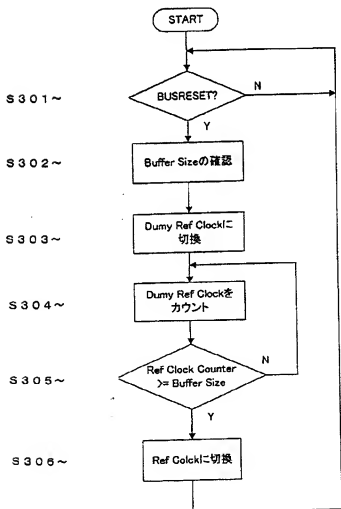 START
S301~
BUSRESET?
N
Y
S302~
Buffer Sizeの確認
S303~
Dumy Ref Clockに
切換
S304~
Dumy Ref Clockを
カウント
S305~
Ref Clock Counter
>= Buffer Size
N
Y
S306~
Ref Colckに切換